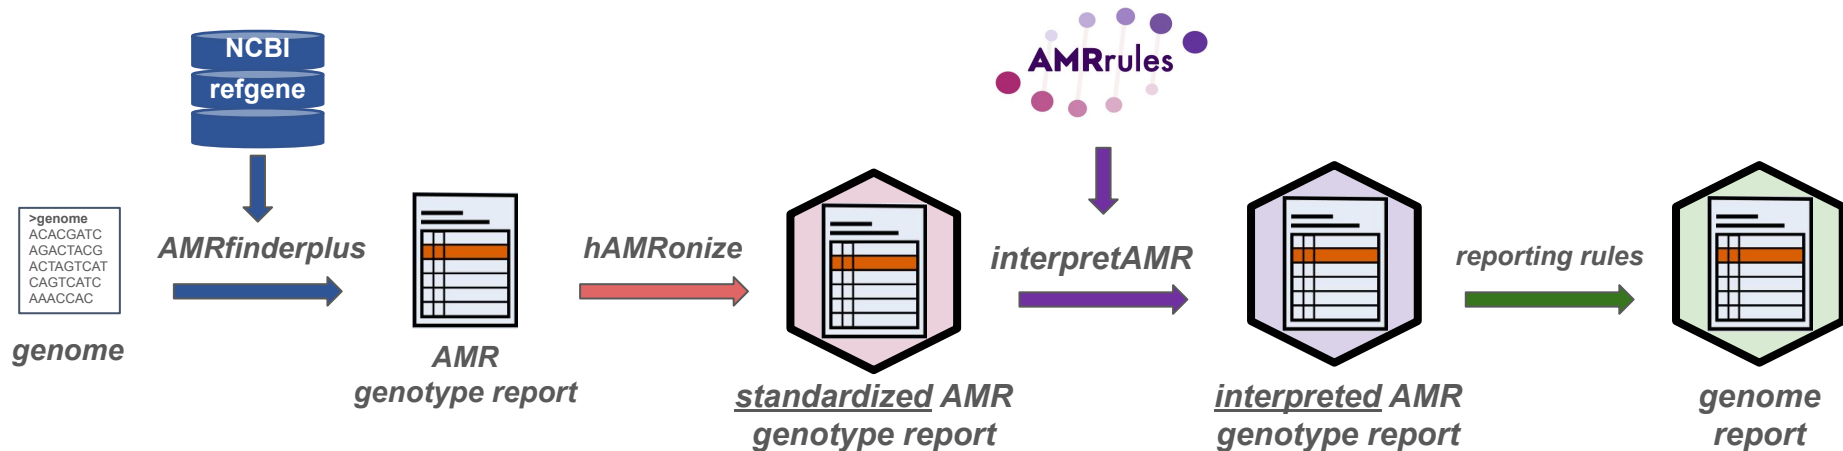 NCBI
refgene
AMRrules
>genome
ACACGATC
AGACTACG
ACTAGTCAT
CAGTCATC
AAACCAC
genome
AMRfinderplus
AMR
genotype report
hAMRonize
standardized AMR
genotype report
interpretAMR
interpreted AMR
genotype report
reporting rules
genome
report